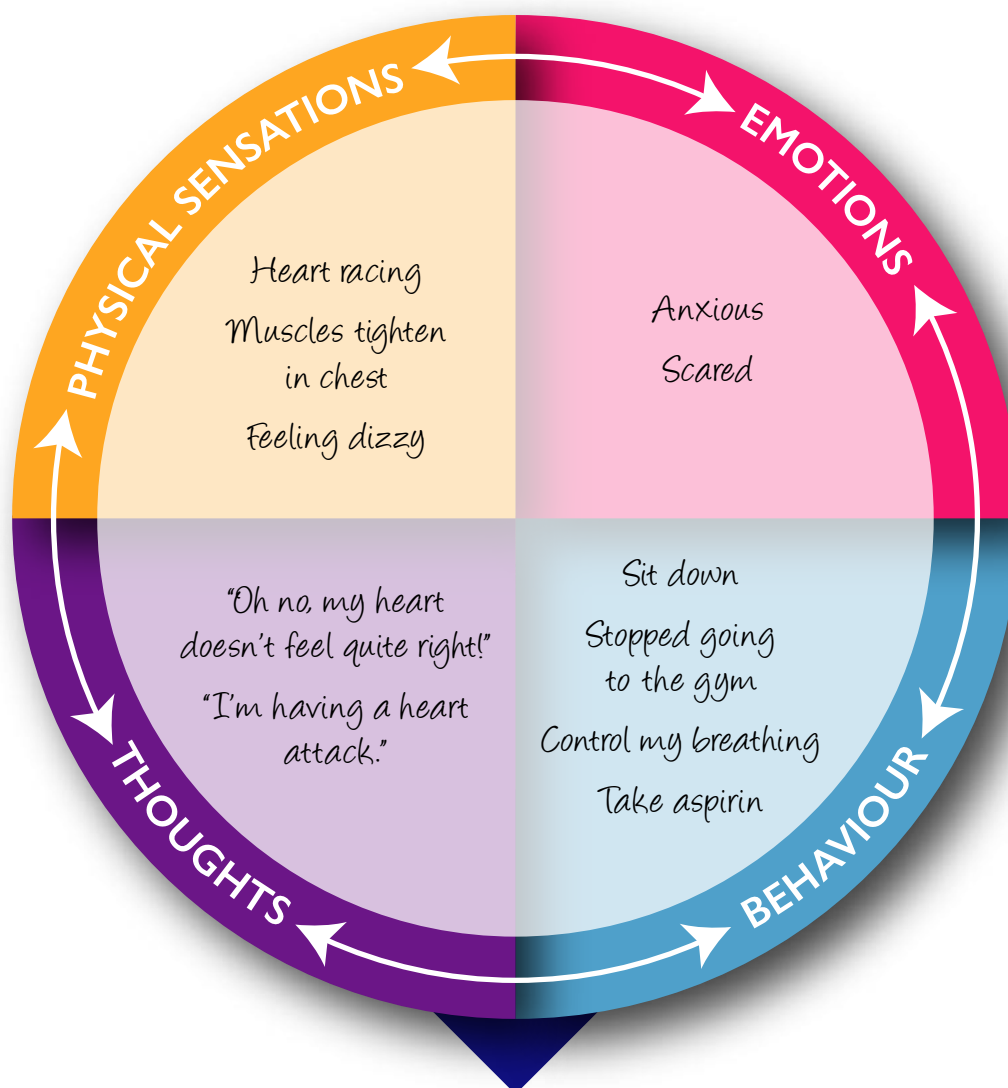 PHYSICAL SENSATIONS
Heart racing
Muscles tighten
in chest
Feeling dizzy
EMOTIONS
Anxious
Scared
THOUGHTS
“Oh no, my heart
doesn’t feel quite right!”
“I’m having a heart
attack.”
BEHAVIOUR
Sit down
Stopped going
to the gym
Control my breathing
Take aspirin